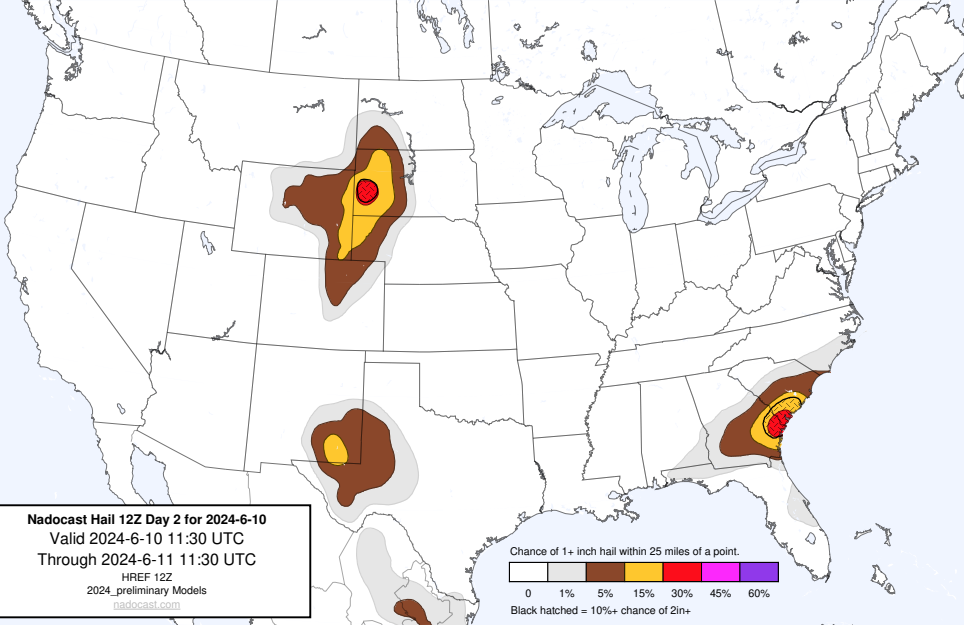 Nadocast Hail 12Z Day 2 for 2024-6-10
Valid 2024-6-10 11:30 UTC
Through 2024-6-11 11:30 UTC
HREF 12Z
2024_preliminary Models
nadocast.com
Chance of 1+ inch hail within 25 miles of a point.
0 1% 5% 15% 30% 45% 60%
Black hatched = 10%+ chance of 2in+